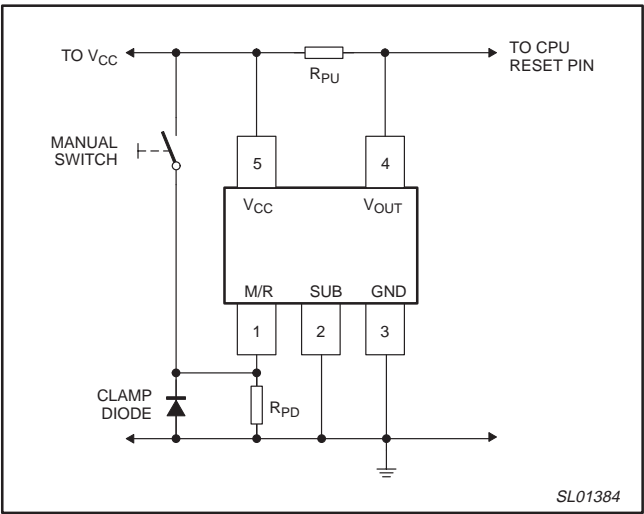 TO VCC
RPU
TO CPU
RESET PIN
MANUAL
SWITCH
5
4
VCC
VOUT
M/R
SUB
GND
1
2
3
CLAMP
DIODE
RPD
SL01384